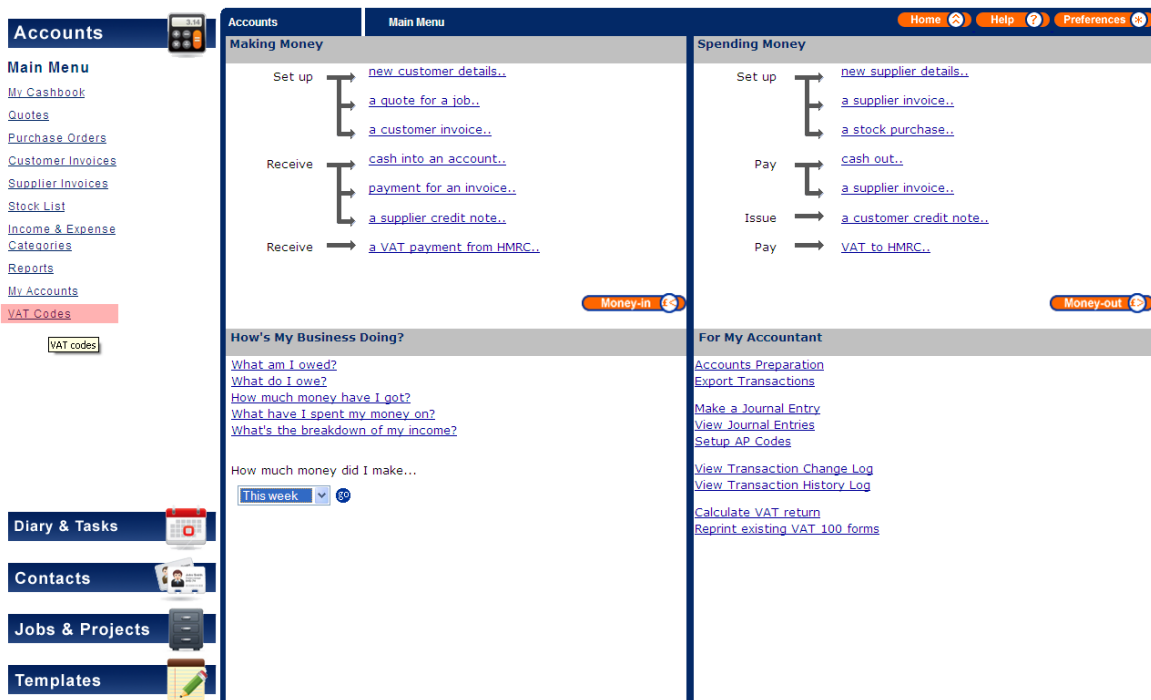 Accounts
3.14
Main Menu
My Cashbook
Quotes
Purchase Orders
Customer Invoices
Supplier Invoices
Stock List
Income & Expense
Categories
Reports
My Accounts
VAT Codes
VAT codes
Diary & Tasks
Contacts
Jobs & Projects
Templates
Accounts
Main Menu
Home
Help ?
Preferences
Making Money
Set up
new customer details..
a quote for a job..
a customer invoice..
Receive
cash into an account..
payment for an invoice..
a supplier credit note..
Receive
a VAT payment from HMRC..
Money-in £<
Spending Money
Set up
new supplier details..
a supplier invoice..
a stock purchase..
Pay
cash out..
a supplier invoice..
Issue
a customer credit note..
Pay
VAT to HMRC..
Money-out £>
How's My Business Doing?
What am I owed?
What do I owe?
How much money have I got?
What have I spent my money on?
What's the breakdown of my income?
How much money did I make...
This week
go
For My Accountant
Accounts Preparation
Export Transactions
Make a Journal Entry
View Journal Entries
Setup AP Codes
View Transaction Change Log
View Transaction History Log
Calculate VAT return
Reprint existing VAT 100 forms